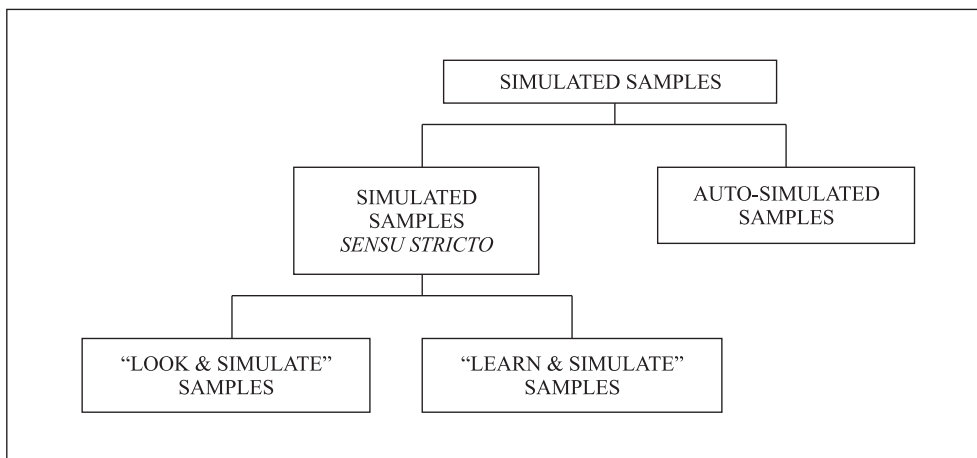 SIMULATED SAMPLES
SIMULATED
SAMPLES
SENSU STRICTO
AUTO-SIMULATED
SAMPLES
“LOOK & SIMULATE”
SAMPLES
“LEARN & SIMULATE”
SAMPLES